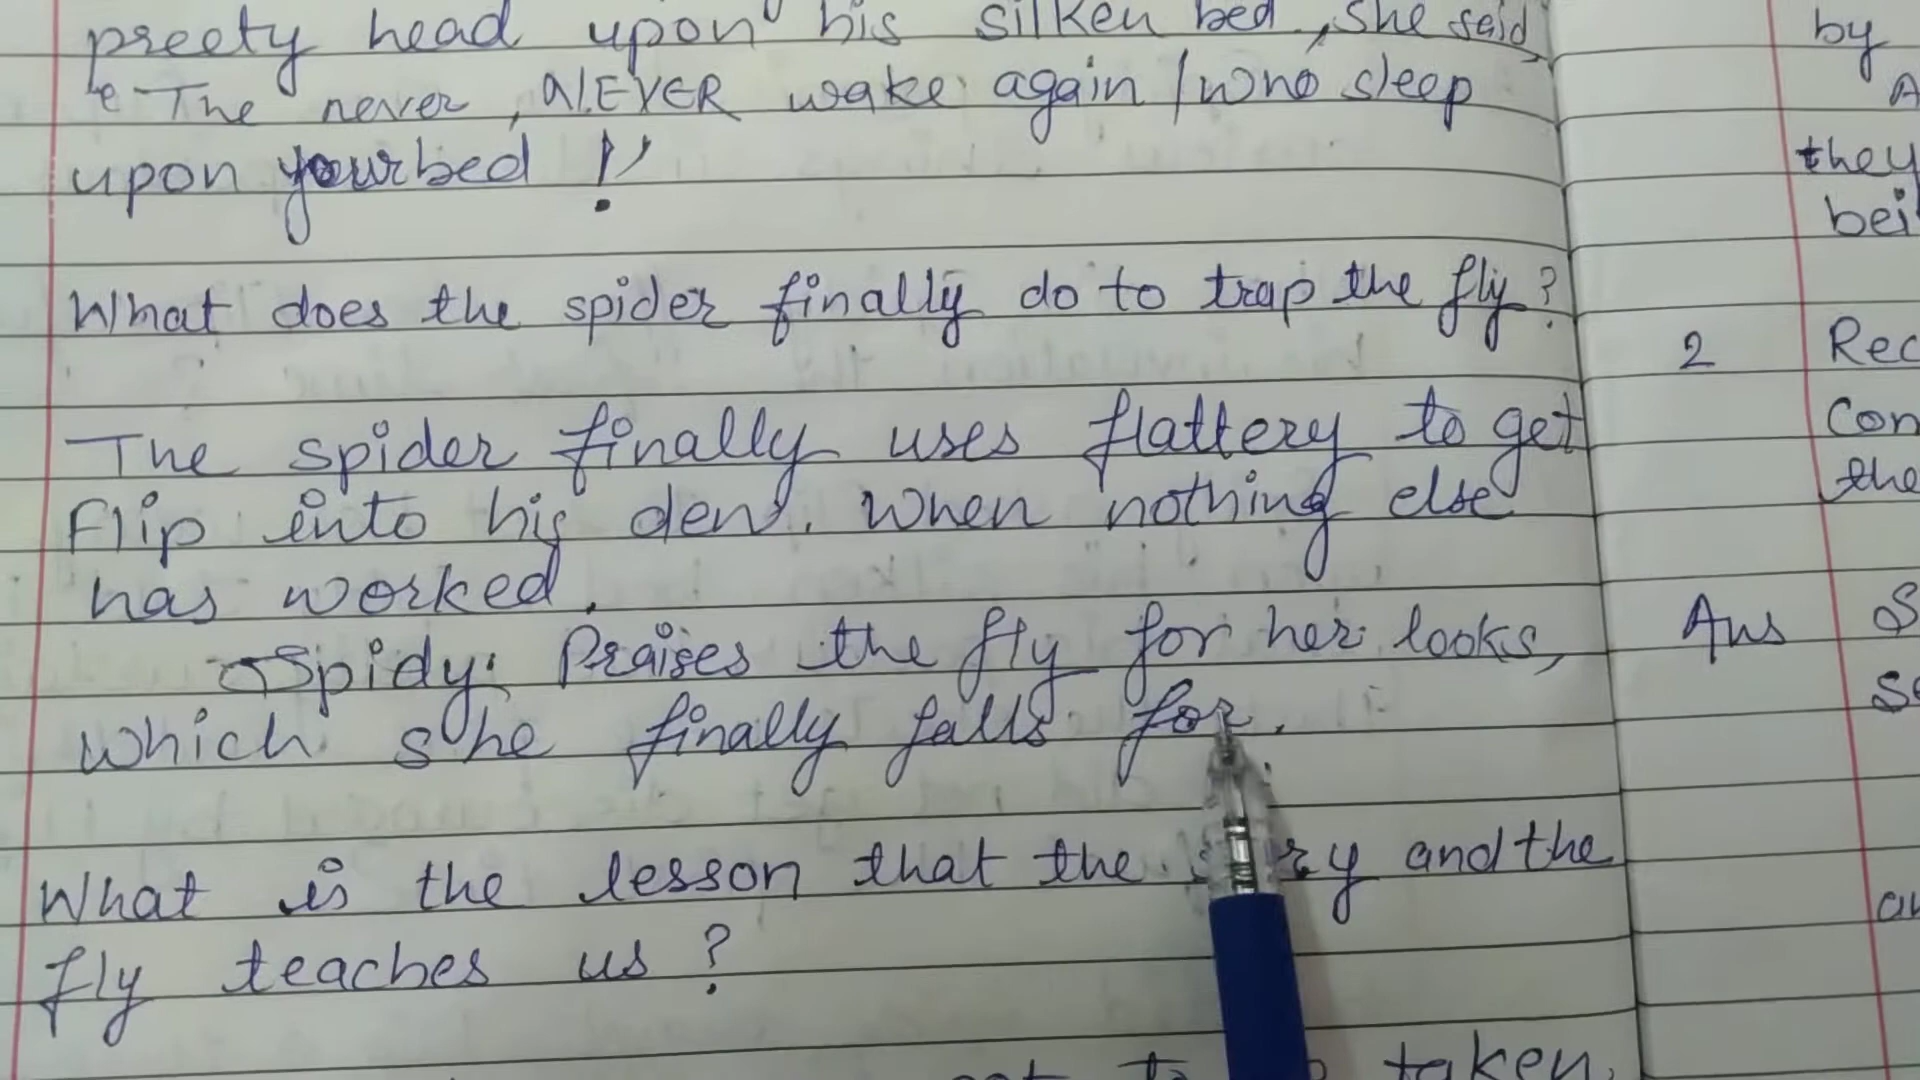 preety head upon his silken bed, she said
"The never, NEVER wake again / who sleep
upon your bed !"
What does the spider finally do to trap the fly?
The spider finally uses flattery to get
Flip into his den. When nothing else
has worked.
Spidy. Praises the fly for her looks,
which she finally falls for.
What is the lesson that the and the
fly teaches us ?
taken.
by
A
they
bei
2 Rec
Con
the
Ans S
Se